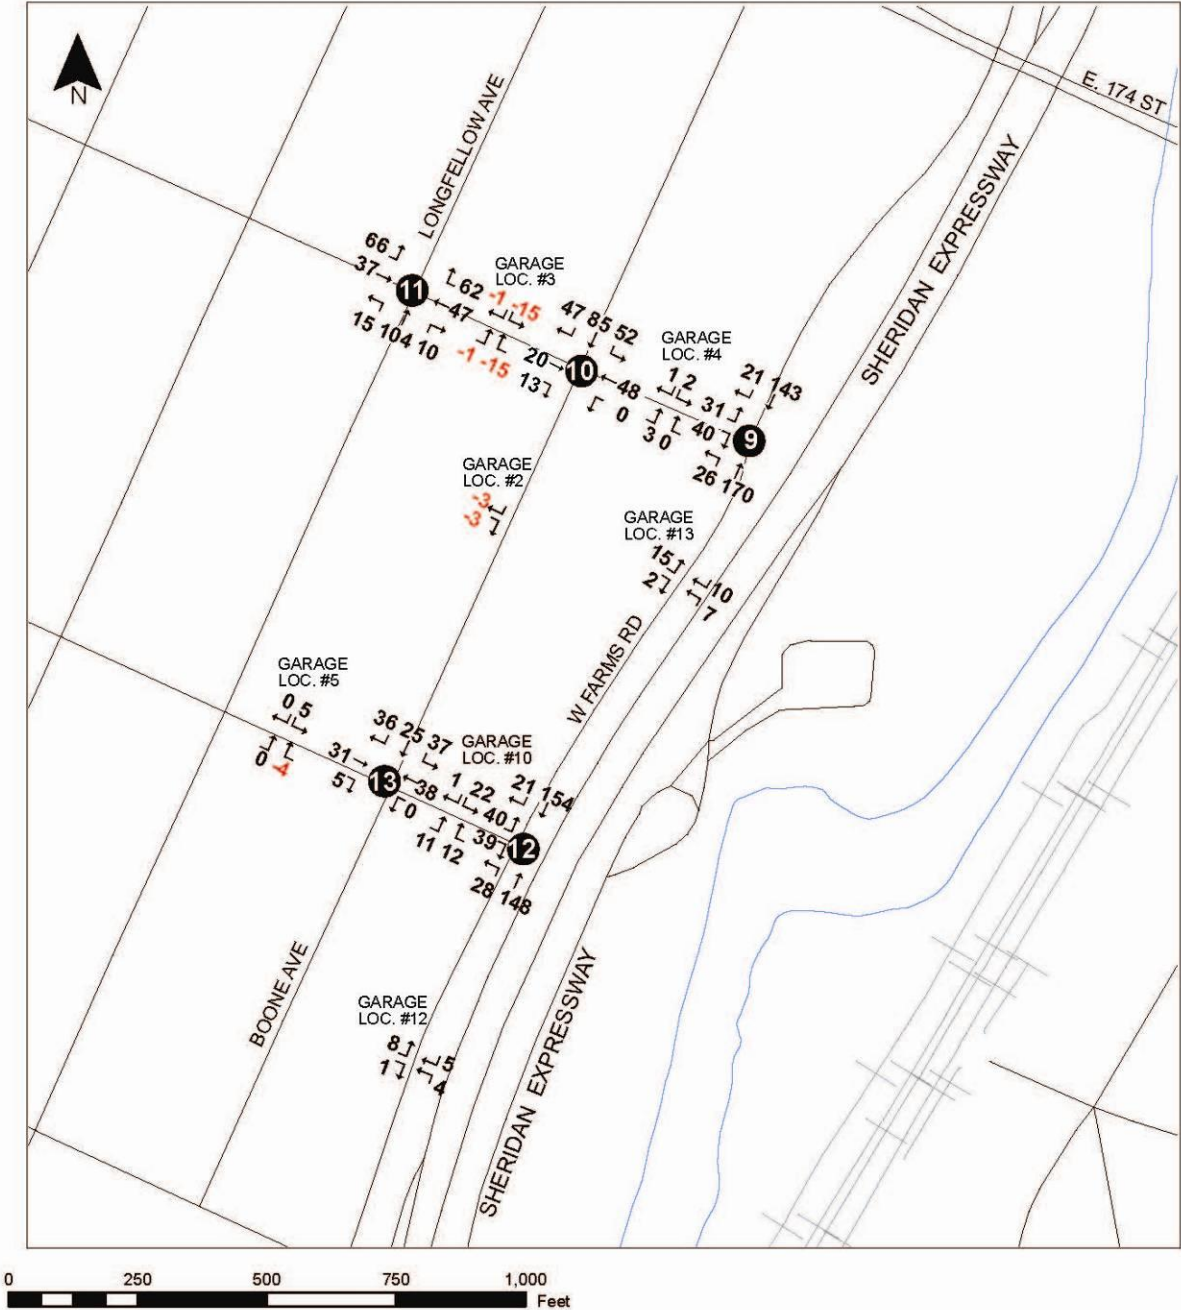 N
E. 174 ST
LONGFELLOW AVE
SHERIDAN EXPRESSWAY
66
37
11
15 104 10
62
47
GARAGE
LOC. #3
-1 -15
-1 -15
47 85 52
20
13
10
48
0
GARAGE
LOC. #4
1 2
3 0
31
40
21 143
9
26 170
GARAGE
LOC. #2
-3
-3
GARAGE
LOC. #13
15
2
10
7
W FARMS RD
GARAGE
LOC. #5
0 5
0 -4
31
5
36 25 37
13
38
0
GARAGE
LOC. #10
1 22
11 12
40
39
21 154
12
28 148
BOONE AVE
GARAGE
LOC. #12
8
1
5
4
SHERIDAN EXPRESSWAY
0 250 500 750 1,000
Feet